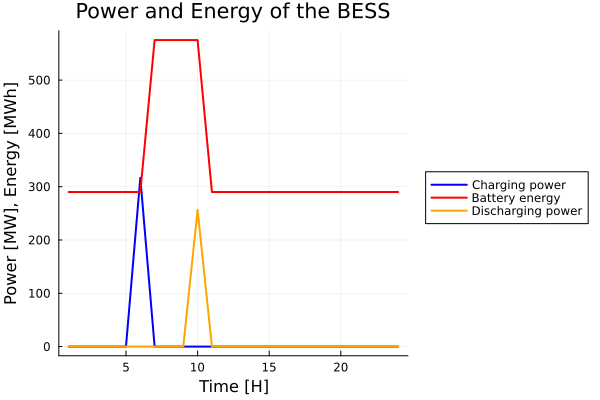 Power and Energy of the BESS
Power [MW], Energy [MWh]
500
400
300
200
100
0
5
10
15
20
Time [H]
Charging power
Battery energy
Discharging power